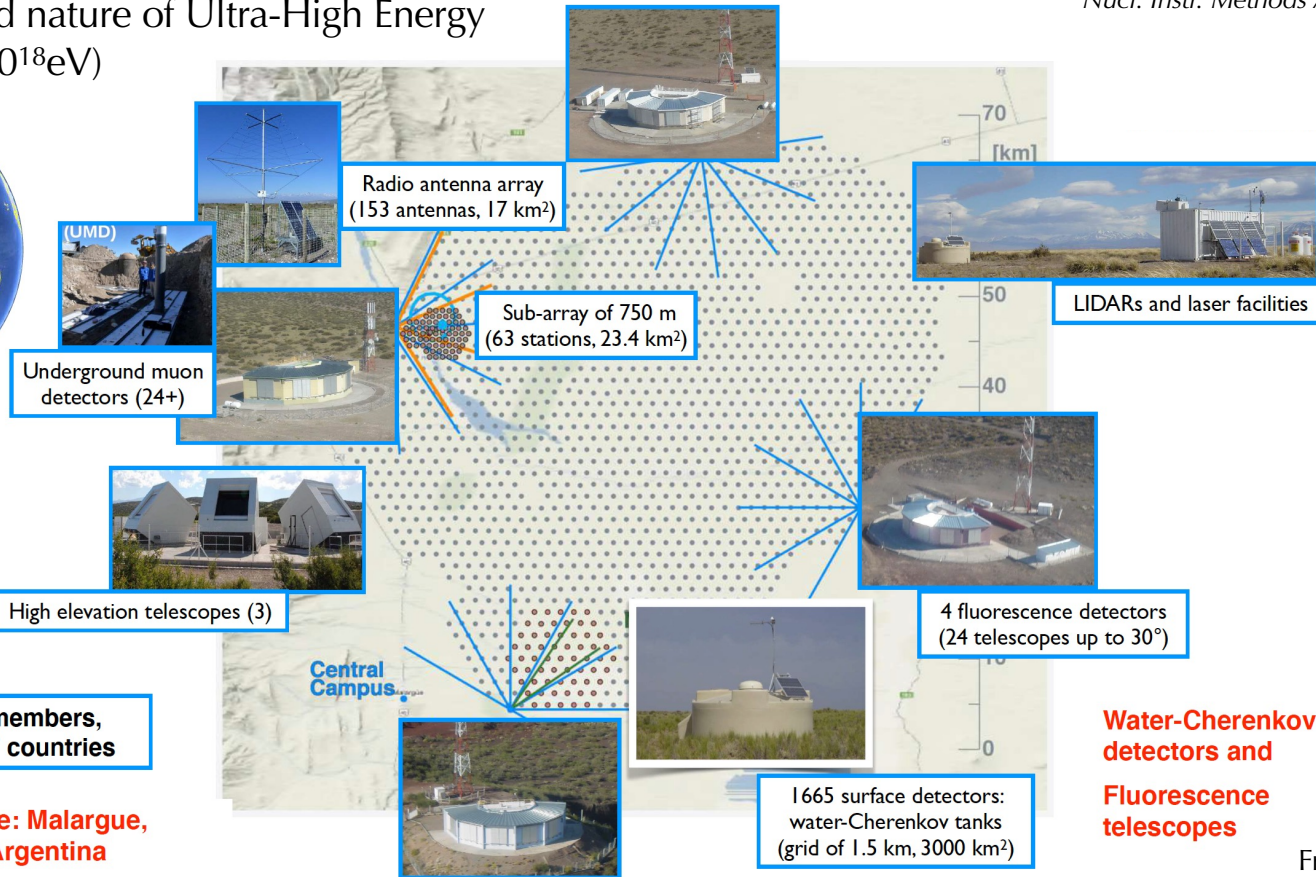 d nature of Ultra-High Energy
0¹⁸eV)
Nucl. Instr. Methods
70
[km]
Radio antenna array
(153 antennas, 17 km²)
(UMD)
Sub-array of 750 m
(63 stations, 23.4 km²)
50
LIDARs and laser facilities
Underground muon
detectors (24+)
40
High elevation telescopes (3)
4 fluorescence detectors
(24 telescopes up to 30°)
10
Central
Campus
Malargüe
members,
countries
0
Water-Cherenkov
detectors and
Fluorescence
telescopes
1665 surface detectors:
water-Cherenkov tanks
(grid of 1.5 km, 3000 km²)
e: Malargue,
Argentina